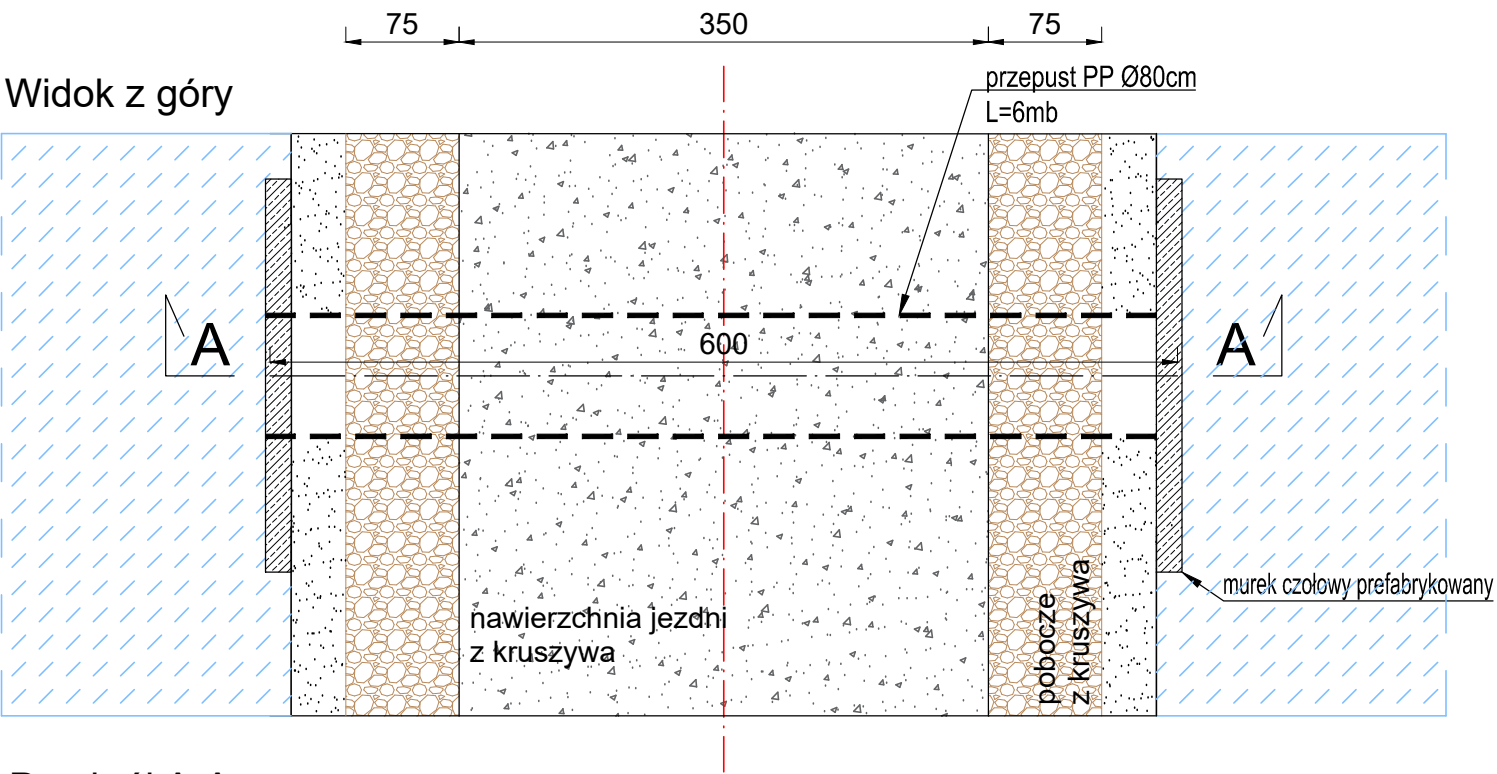 75
350
75
Widok z góry
przepust PP Ø80cm
L=6mb
A
600
A
murek czołowy prefabrykowany
nawierzchnia jezdni
z kruszywa
pobocze
z kruszywa